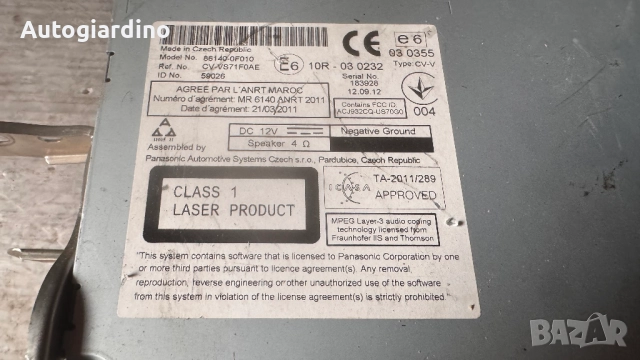 Autogiardino
Made in Czech Republic
Model No. 86140-0F010
Ref. No. CV-VS71F0AE
ID No. 59026
CE
e6
03 0355
E6 10R - 03 0232
Type: CV-V
Serial No.
183928
12.09.12
AGREE PAR L'ANRT MAROC
Numéro d'agrément: MR 6140 ANRT 2011
Date d'agrément: 21/03/2011
Contains FCC ID:
ACJ932CQ-US70G0
004
DC 12V
Negative Ground
Speaker 4 Ω
Assembled by
Panasonic Automotive Systems Czech s.r.o., Pardubice, Czech Republic
CLASS 1
LASER PRODUCT
ICASA
TA-2011/289
APPROVED
MPEG Layer-3 audio coding
technology licensed from
Fraunhofer IIS and Thomson
"This system contains software that is licensed to Panasonic Corporation by one
or more third parties pursuant to licence agreement(s). Any removal,
reproduction, reverse engineering or other unauthorized use of the software
from this system in violation of the license agreement(s) is strictly prohibited."
BAZAR
.bg